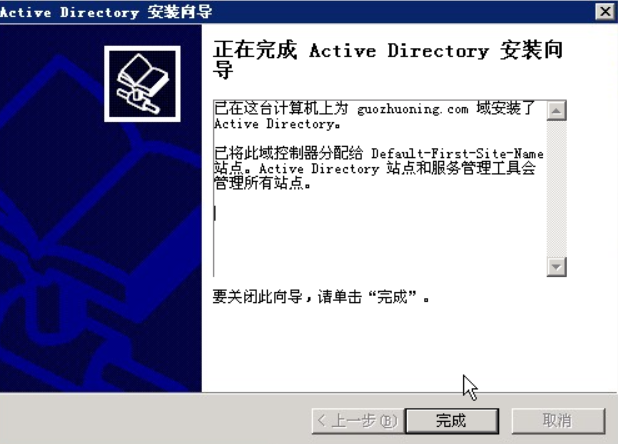 Active Directory 安装向导
正在完成 Active Directory 安装向
导
已在这台计算机上为 guozhuoning.com 域安装了
Active Directory。
已将此域控制器分配给 Default-First-Site-Name
站点。Active Directory 站点和服务管理工具会
管理所有站点。
要关闭此向导，请单击“完成”。
< 上一步(B)
完成
取消